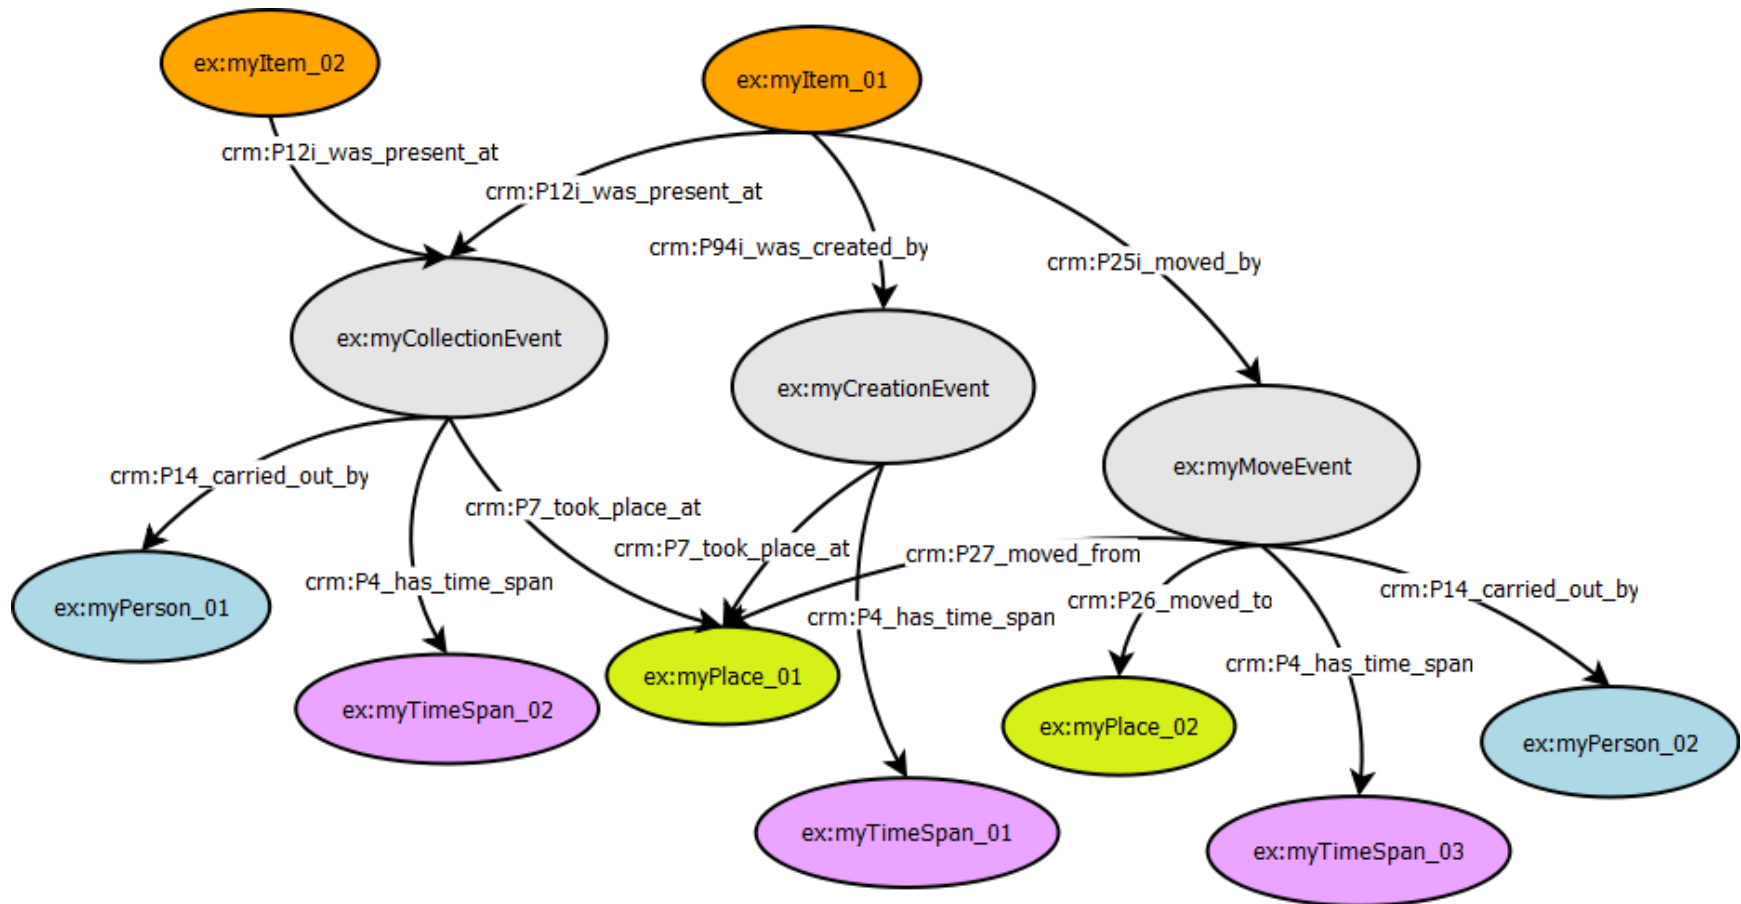 ex:myItem_02
ex:myItem_01
crm:P12i_was_present_at
crm:P12i_was_present_at
crm:P94i_was_created_by
crm:P25i_moved_by
ex:myCollectionEvent
ex:myCreationEvent
ex:myMoveEvent
crm:P14_carried_out_by
crm:P7_took_place_at
crm:P7_took_place_at
crm:P27_moved_from
crm:P4_has_time_span
crm:P26_moved_to
crm:P14_carried_out_by
ex:myPerson_01
crm:P4_has_time_span
crm:P4_has_time_span
ex:myPlace_01
ex:myTimeSpan_02
ex:myPlace_02
ex:myPerson_02
ex:myTimeSpan_01
ex:myTimeSpan_03